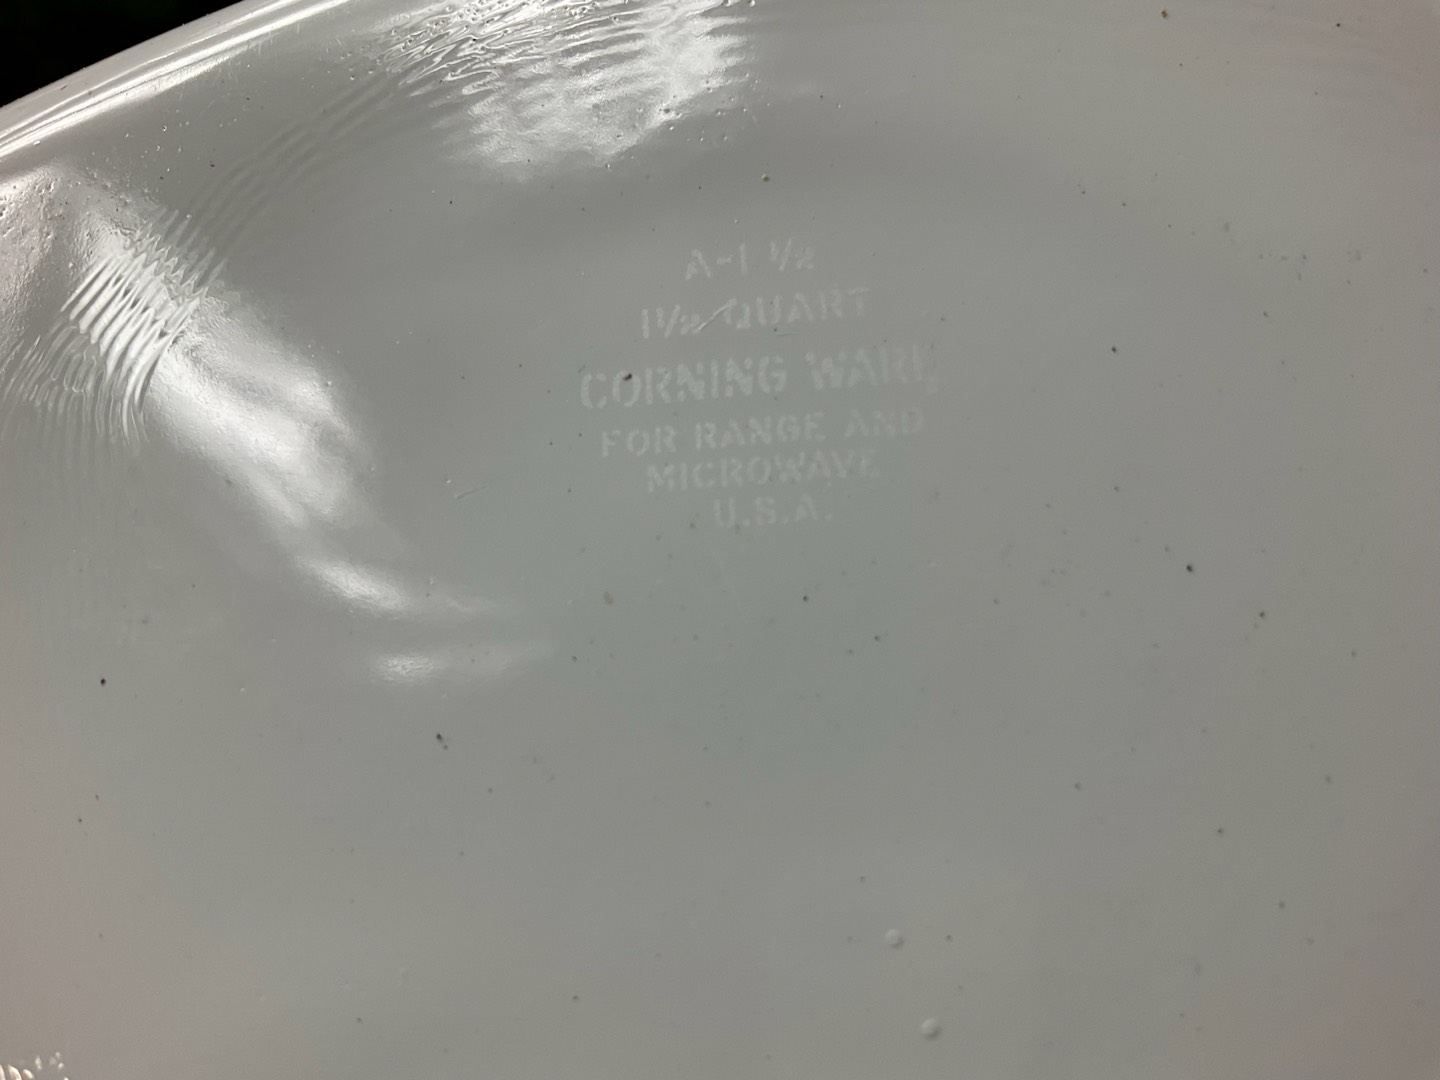 A-1 ½
1½ QUART
CORNING WARE
FOR RANGE AND
MICROWAVE
U.S.A.